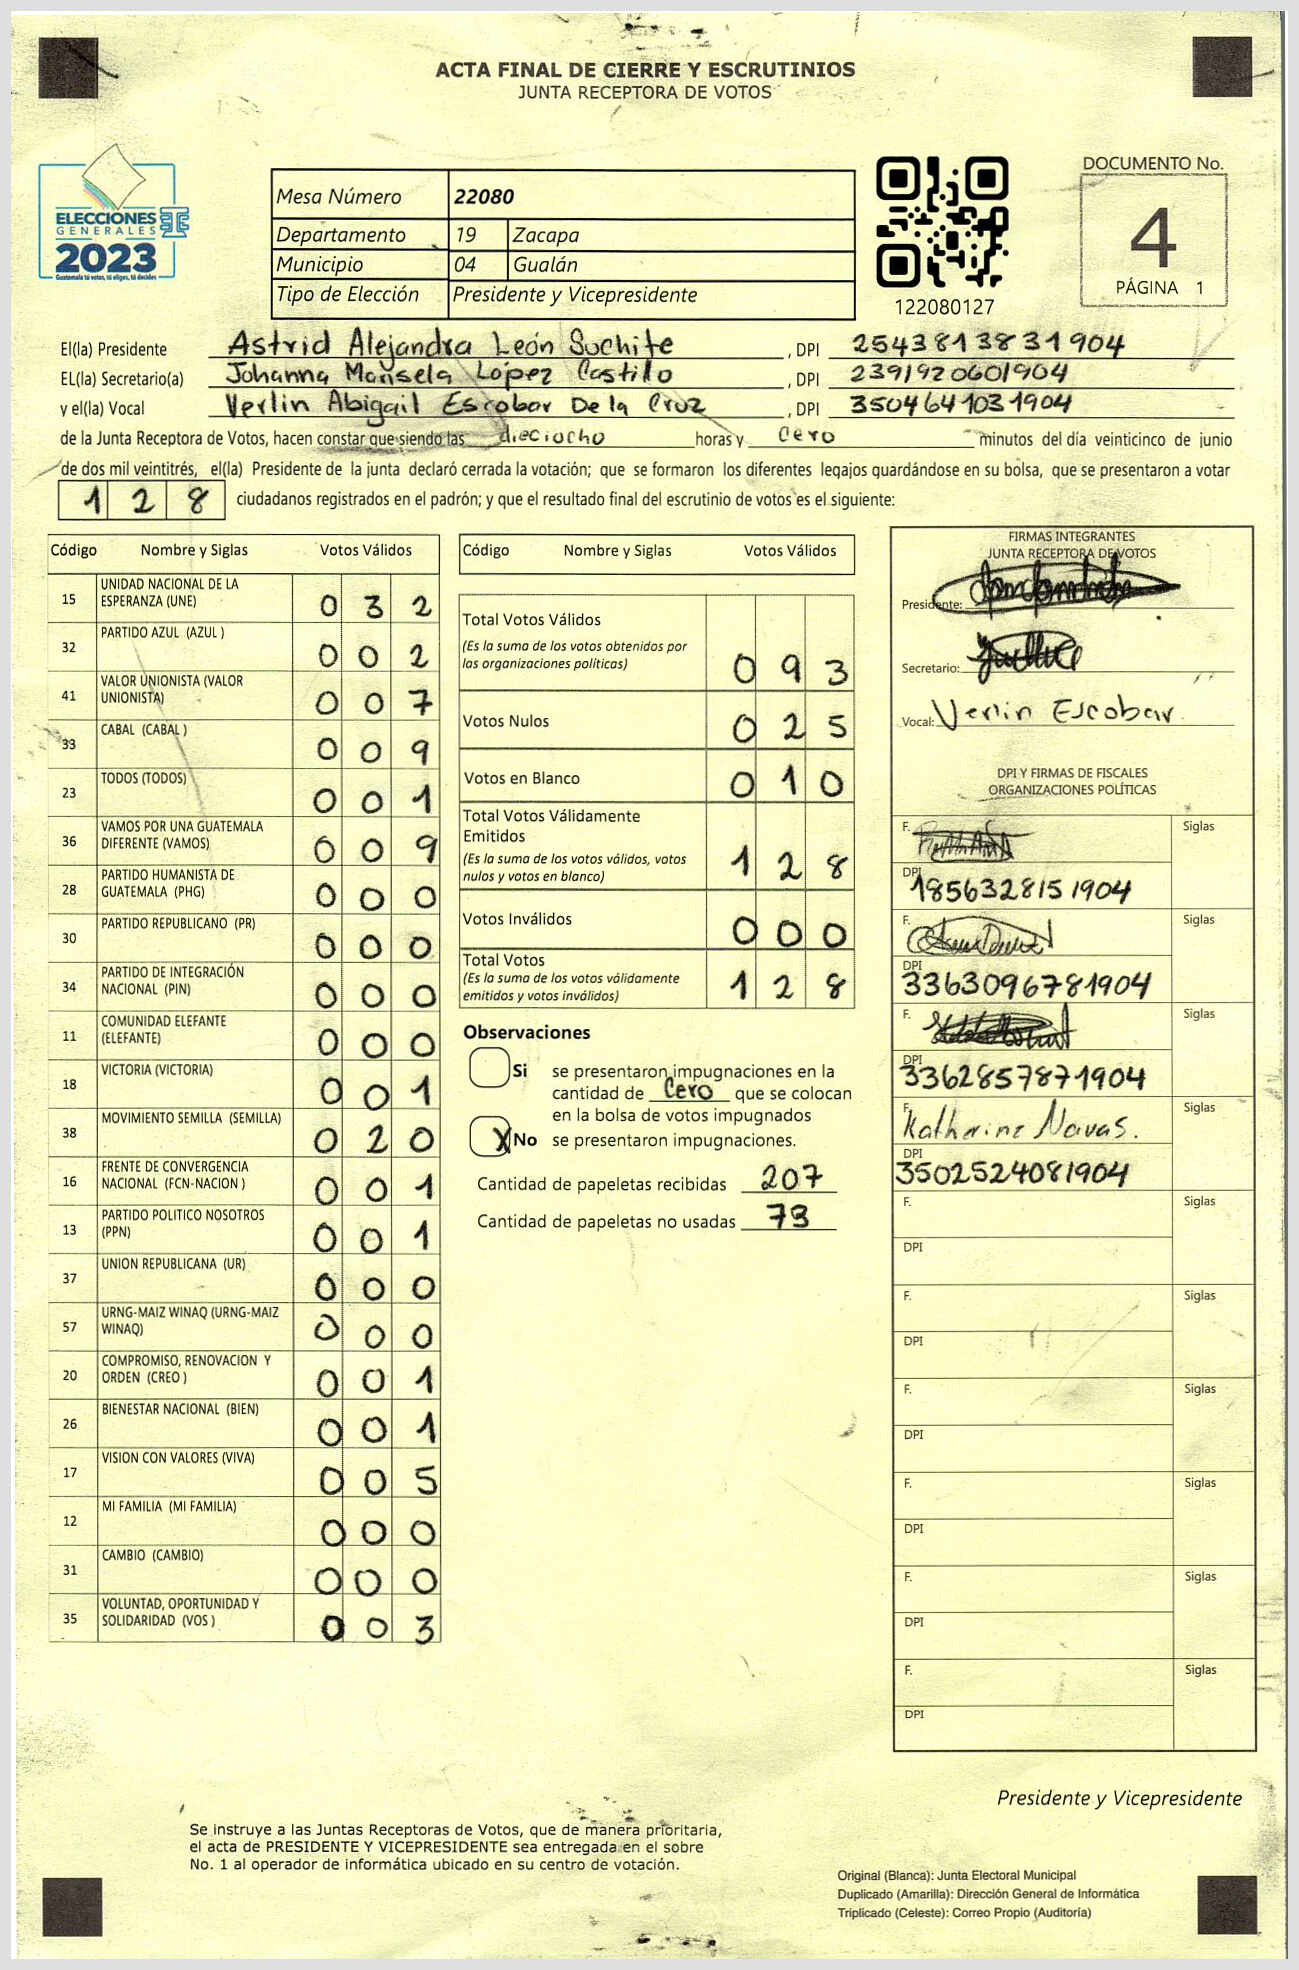 ACTA FINAL DE CIERRE Y ESCRUTINIOS
JUNTA RECEPTORA DE VOTOS
ELECCIONES
GENERALES
2023
Guatemala tú votas, tú eliges, tú decides
Mesa Número 22080
Departamento 19 Zacapa
Municipio 04 Gualán
Tipo de Elección Presidente y Vicepresidente
122080127
DOCUMENTO No.
4
PÁGINA 1
El(la) Presidente Astrid Alejandra León Suchite , DPI 2543813831904
EL(la) Secretario(a) Johanna Marisela López Castillo , DPI 2391920601904
y el(la) Vocal Verlin Abigail Escobar De la Cruz , DPI 3504641031904
de la Junta Receptora de Votos, hacen constar que siendo las dieciocho horas y cero minutos del día veinticinco de junio
de dos mil veintitrés, el(la) Presidente de la junta declaró cerrada la votación; que se formaron los diferentes legajos guardándose en su bolsa, que se presentaron a votar
1 2 8 ciudadanos registrados en el padrón; y que el resultado final del escrutinio de votos es el siguiente:
Código Nombre y Siglas Votos Válidos
15 UNIDAD NACIONAL DE LA
ESPERANZA (UNE) 0 3 2
32 PARTIDO AZUL (AZUL ) 0 0 2
41 VALOR UNIONISTA (VALOR
UNIONISTA) 0 0 7
33 CABAL (CABAL ) 0 0 9
23 TODOS (TODOS) 0 0 1
36 VAMOS POR UNA GUATEMALA
DIFERENTE (VAMOS) 0 0 9
28 PARTIDO HUMANISTA DE
GUATEMALA (PHG) 0 0 0
30 PARTIDO REPUBLICANO (PR) 0 0 0
34 PARTIDO DE INTEGRACIÓN
NACIONAL (PIN) 0 0 0
11 COMUNIDAD ELEFANTE
(ELEFANTE) 0 0 0
18 VICTORIA (VICTORIA) 0 0 1
38 MOVIMIENTO SEMILLA (SEMILLA) 0 2 0
16 FRENTE DE CONVERGENCIA
NACIONAL (FCN-NACION ) 0 0 1
13 PARTIDO POLITICO NOSOTROS
(PPN) 0 0 1
37 UNION REPUBLICANA (UR) 0 0 0
57 URNG-MAIZ WINAQ (URNG-MAIZ
WINAQ) 0 0 0
20 COMPROMISO, RENOVACION Y
ORDEN (CREO ) 0 0 1
26 BIENESTAR NACIONAL (BIEN) 0 0 1
17 VISION CON VALORES (VIVA) 0 0 5
12 MI FAMILIA (MI FAMILIA) 0 0 0
31 CAMBIO (CAMBIO) 0 0 0
35 VOLUNTAD, OPORTUNIDAD Y
SOLIDARIDAD (VOS ) 0 0 3
Código Nombre y Siglas Votos Válidos
Total Votos Válidos
(Es la suma de los votos obtenidos por
las organizaciones políticas) 0 9 3
Votos Nulos 0 2 5
Votos en Blanco 0 1 0
Total Votos Válidamente
Emitidos
(Es la suma de los votos válidos, votos
nulos y votos en blanco) 1 2 8
Votos Inválidos 0 0 0
Total Votos
(Es la suma de los votos válidamente
emitidos y votos inválidos) 1 2 8
Observaciones
Si se presentaron impugnaciones en la
cantidad de Cero que se colocan
en la bolsa de votos impugnados
X No se presentaron impugnaciones.
Cantidad de papeletas recibidas 207
Cantidad de papeletas no usadas 79
FIRMAS INTEGRANTES
JUNTA RECEPTORA DE VOTOS
Presidente:
Secretario:
Vocal: Verlin Escobar
DPI Y FIRMAS DE FISCALES
ORGANIZACIONES POLÍTICAS
F. Siglas
DPI 1856328151904
F. Siglas
DPI 3363096781904
F. Siglas
DPI 3362857871904
F. Katherine Navas. Siglas
DPI 3502524081904
F. Siglas
DPI
F. Siglas
DPI
F. Siglas
DPI
F. Siglas
DPI
F. Siglas
DPI
F. Siglas
DPI
Presidente y Vicepresidente
Se instruye a las Juntas Receptoras de Votos, que de manera prioritaria,
el acta de PRESIDENTE Y VICEPRESIDENTE sea entregada en el sobre
No. 1 al operador de informática ubicado en su centro de votación.
Original (Blanca): Junta Electoral Municipal
Duplicado (Amarilla): Dirección General de Informática
Triplicado (Celeste): Correo Propio (Auditoría)